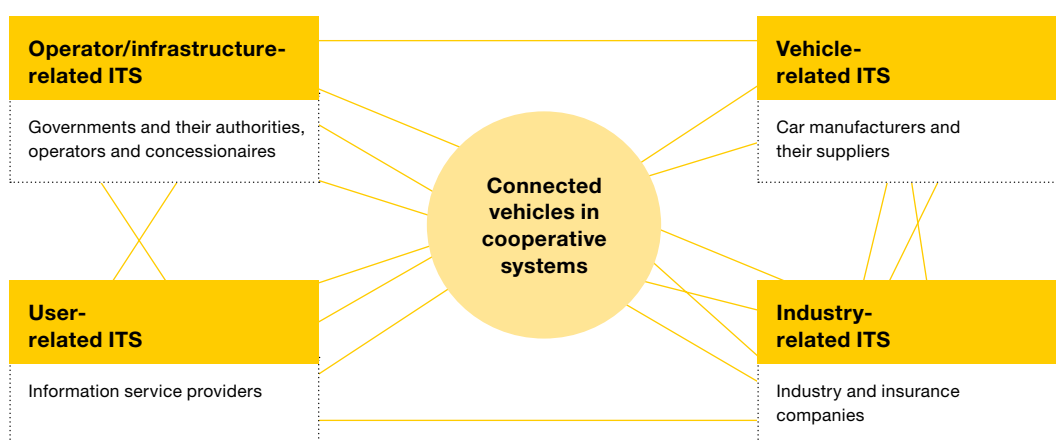 Operator/infrastructure-
related ITS
Governments and their authorities,
operators and concessionaires
Vehicle-
related ITS
Car manufacturers and
their suppliers
Connected
vehicles in
cooperative
systems
User-
related ITS
Information service providers
Industry-
related ITS
Industry and insurance
companies